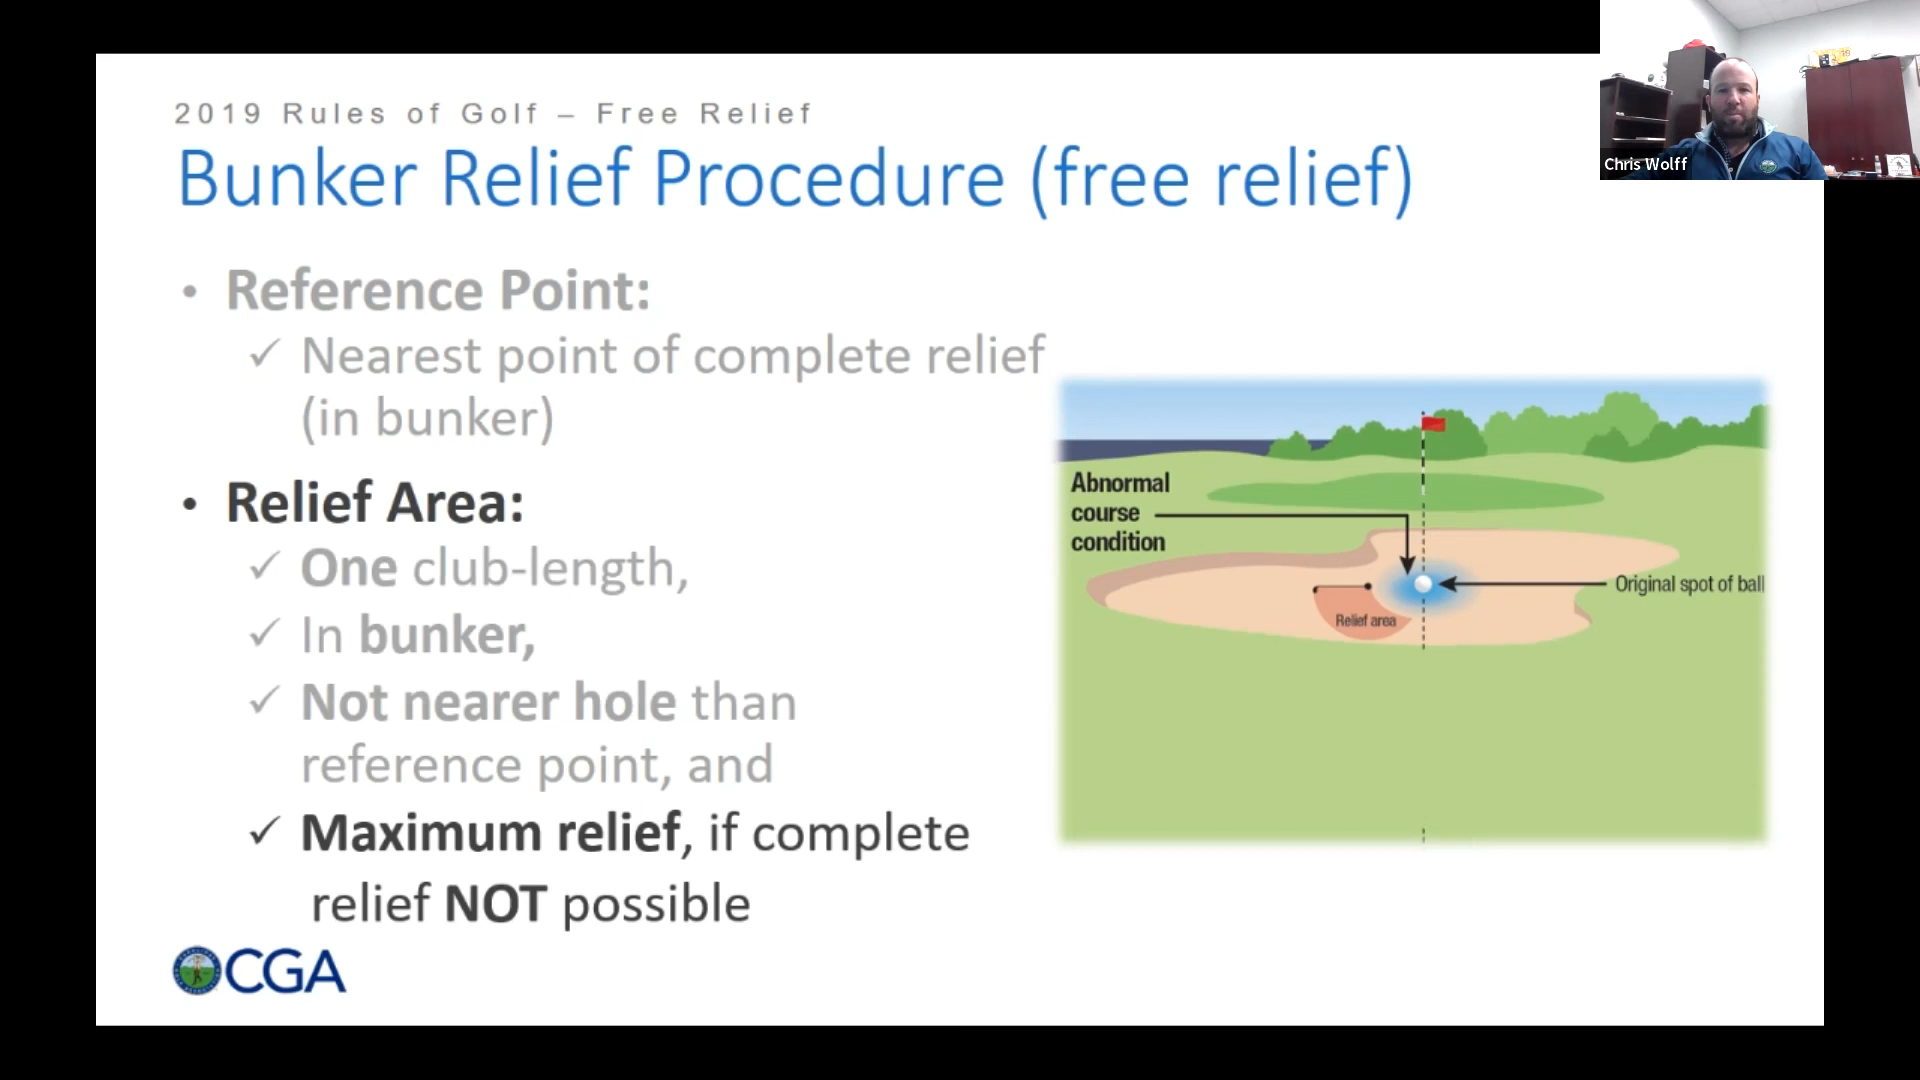 2019 Rules of Golf – Free Relief
Bunker Relief Procedure (free relief)
Chris Wolff
• Reference Point:
✓ Nearest point of complete relief
(in bunker)
• Relief Area:
✓ One club-length,
✓ In bunker,
✓ Not nearer hole than
reference point, and
✓ Maximum relief, if complete
relief NOT possible
Abnormal
course
condition
Original spot of ball
Relief area
CGA